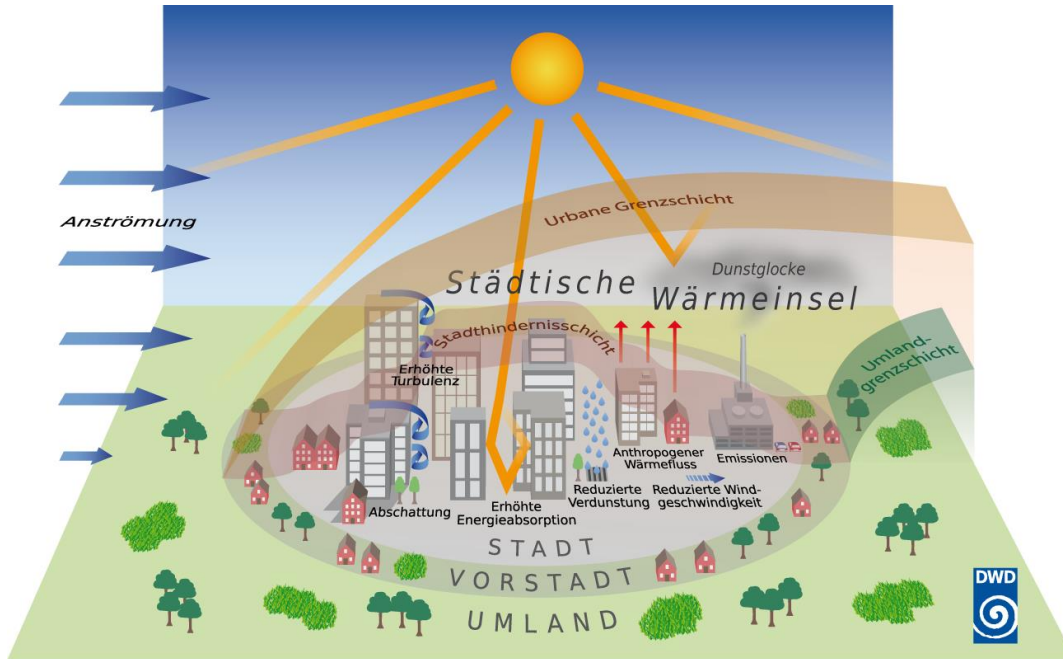 Anströmung
Urbane Grenzschicht
Dunstglocke
Städtische
Wärmeinsel
Stadthindernisschicht
Umland-
grenzschicht
Erhöhte
Turbulenz
Abschattung
Erhöhte
Energieabsorption
Reduzierte
Verdunstung
Anthropogener
Wärmefluss
Reduzierte Wind-
geschwindigkeit
Emissionen
STADT
VORSTADT
UMLAND
DWD